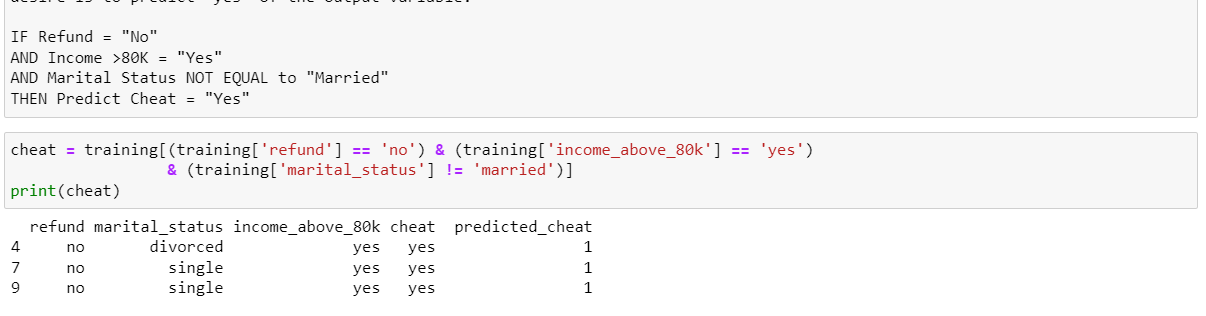 IF Refund = "No"
AND Income >80K = "Yes"
AND Marital Status NOT EQUAL to "Married"
THEN Predict Cheat = "Yes"
cheat = training[(training['refund'] == 'no') & (training['income_above_80k'] == 'yes')
& (training['marital_status'] != 'married')]
print(cheat)
refund marital_status income_above_80k cheat predicted_cheat
4 no divorced yes yes 1
7 no single yes yes 1
9 no single yes yes 1